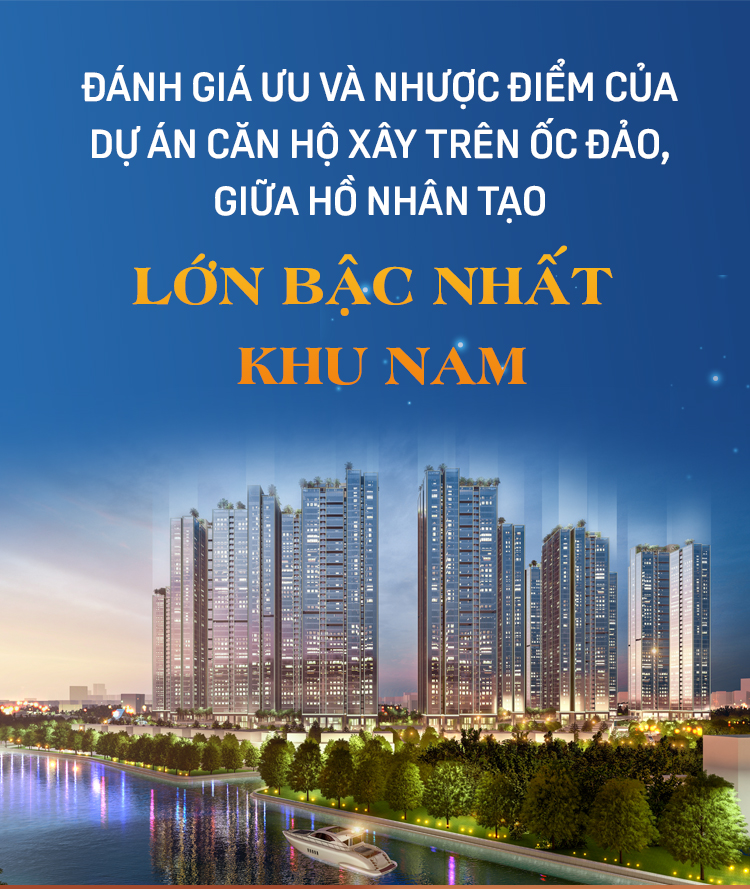 ĐÁNH GIÁ ƯU VÀ NHƯỢC ĐIỂM CỦA
DỰ ÁN CĂN HỘ XÂY TRÊN ỐC ĐẢO,
GIỮA HỒ NHÂN TẠO
LỚN BẬC NHẤT
KHU NAM